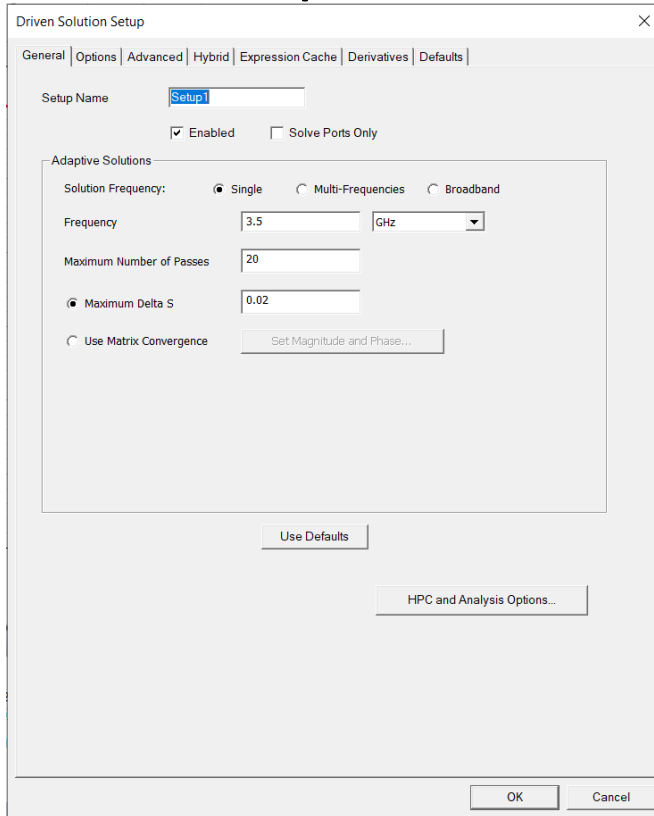 Driven Solution Setup
General Options Advanced Hybrid Expression Cache Derivatives Defaults
Setup Name Setup1
Enabled Solve Ports Only
Adaptive Solutions
Solution Frequency: Single Multi-Frequencies Broadband
Frequency 3.5 GHz
Maximum Number of Passes 20
Maximum Delta S 0.02
Use Matrix Convergence Set Magnitude and Phase...
Use Defaults
HPC and Analysis Options...
OK Cancel